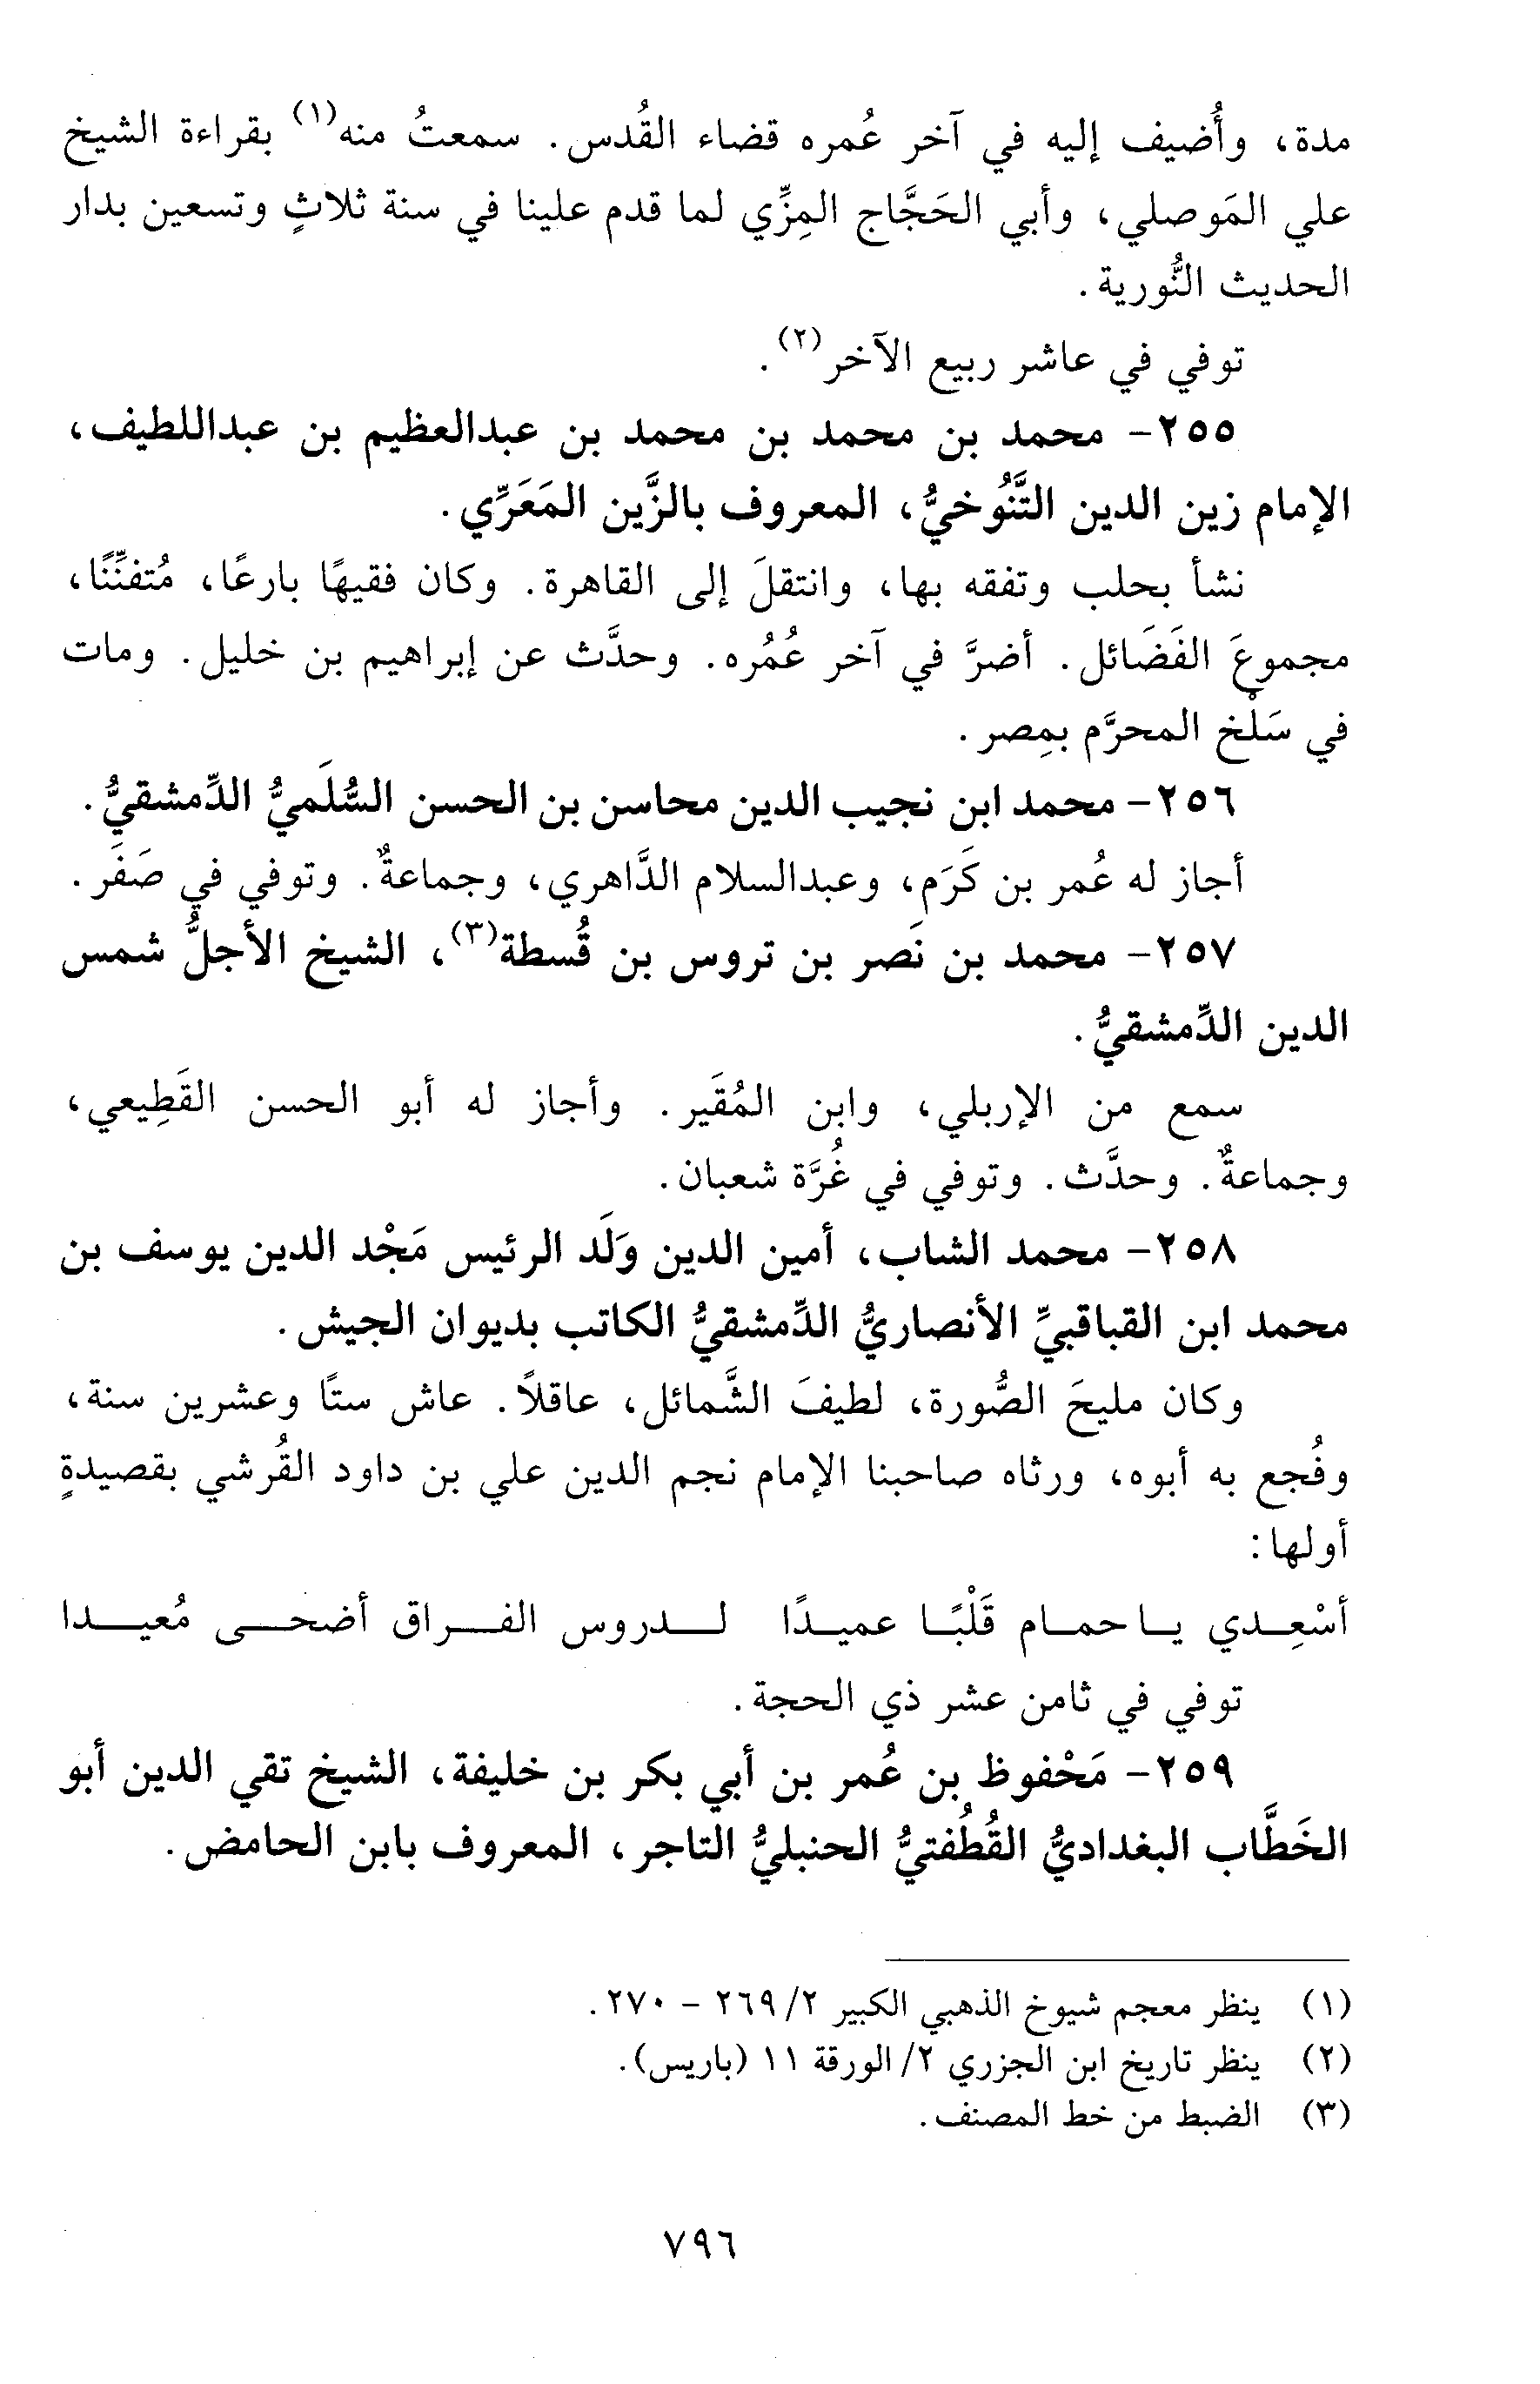 مدة، وأُضيف إليه في آخر عُمره قضاء القُدس. سمعتُ منه(١) بقراءة الشيخ
علي المَوصلي، وأبي الحَجَّاج المِزِّي لما قدم علينا في سنة ثلاثٍ وتسعين بدار
الحديث النُّورية.
توفي في عاشر ربيع الآخر(٢).
٢٥٥- محمد بن محمد بن محمد بن عبدالعظيم بن عبداللطيف،
الإمام زين الدين التَّنُوخيُّ، المعروف بالزَّين المَعَرِّي.
نشأ بحلب وتفقه بها، وانتقلَ إلى القاهرة. وكان فقيهًا بارعًا، مُتفنِّنًا،
مجموعَ الفَضَائل. أضرَّ في آخر عُمُره. وحدَّث عن إبراهيم بن خليل. ومات
في سَلْخ المحرَّم بمِصر.
٢٥٦- محمد ابن نجيب الدين محاسن بن الحسن السُّلَميُّ الدِّمشقيُّ.
أجاز له عُمر بن كَرَم، وعبدالسلام الدَّاهري، وجماعةٌ. وتوفي في صَفَر.
٢٥٧- محمد بن نَصر بن تروس بن قُسطة(٣)، الشيخ الأجلُّ شمس
الدين الدِّمشقيُّ.
سمع من الإربلي، وابن المُقَير. وأجاز له أبو الحسن القَطِيعي،
وجماعةٌ. وحدَّث. وتوفي في غُرَّة شعبان.
٢٥٨- محمد الشاب، أمين الدين وَلَد الرئيس مَجْد الدين يوسف بن
محمد ابن القباقبيِّ الأنصاريُّ الدِّمشقيُّ الكاتب بديوان الجيش.
وكان مليحَ الصُّورة، لطيفَ الشَّمائل، عاقلاً. عاش ستًا وعشرين سنة،
وفُجع به أبوه، ورثاه صاحبنا الإمام نجم الدين علي بن داود القُرشي بقصيدةٍ
أولها:
أسْعِـدي يـا حمـام قَلْبًـا عميـدًا لـدروس الفـراق أضحـى مُعيـدا
توفي في ثامن عشر ذي الحجة.
٢٥٩- مَحْفوظ بن عُمر بن أبي بكر بن خليفة، الشيخ تقي الدين أبو
الخَطَّاب البغداديُّ القُطُفتيُّ الحنبليُّ التاجر، المعروف بابن الحامض.
(١) ينظر معجم شيوخ الذهبي الكبير ٢/ ٢٦٩ - ٢٧٠.
(٢) ينظر تاريخ ابن الجزري ٢/ الورقة ١١ (باريس).
(٣) الضبط من خط المصنف.
٧٩٦